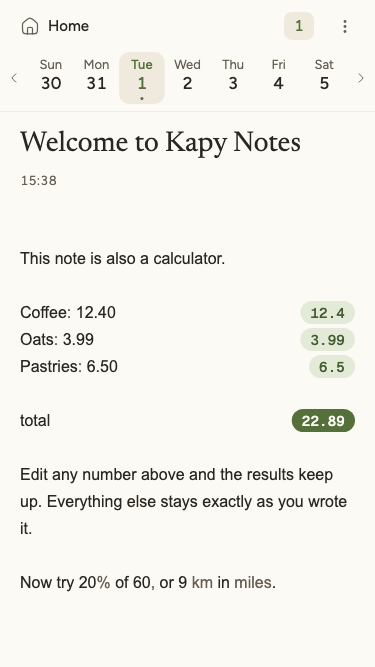 Home 1
Sun Mon Tue Wed Thu Fri Sat
30 31 1 2 3 4 5
Welcome to Kapy Notes
15:38
This note is also a calculator.
Coffee: 12.40 12.4
Oats: 3.99 3.99
Pastries: 6.50 6.5
total 22.89
Edit any number above and the results keep
up. Everything else stays exactly as you wrote
it.
Now try 20% of 60, or 9 km in miles.